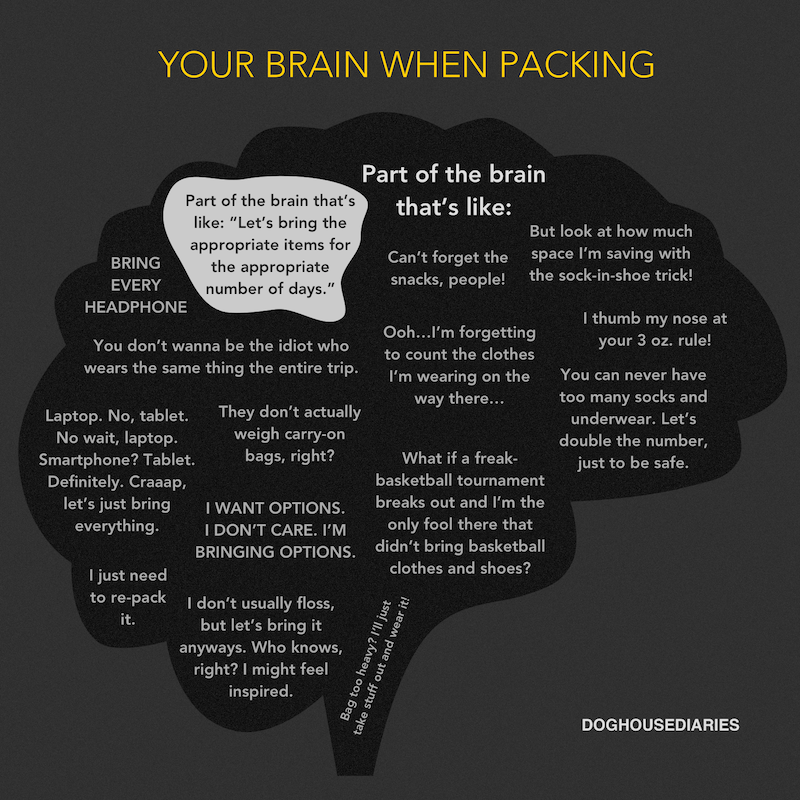 YOUR BRAIN WHEN PACKING
Part of the brain that's
like: “Let's bring the
appropriate items for
the appropriate
number of days.”
Part of the brain
that's like:
BRING
EVERY
HEADPHONE
Can't forget the
snacks, people!
But look at how much
space I'm saving with
the sock-in-shoe trick!
You don't wanna be the idiot who
wears the same thing the entire trip.
Ooh...I'm forgetting
to count the clothes
I'm wearing on the
way there...
I thumb my nose at
your 3 oz. rule!
You can never have
too many socks and
underwear. Let's
double the number,
just to be safe.
Laptop. No, tablet.
No wait, laptop.
Smartphone? Tablet.
Definitely. Craaap,
let's just bring
everything.
They don't actually
weigh carry-on
bags, right?
What if a freak-
basketball tournament
breaks out and I'm the
only fool there that
didn't bring basketball
clothes and shoes?
I WANT OPTIONS.
I DON'T CARE. I'M
BRINGING OPTIONS.
I just need
to re-pack
it.
I don't usually floss,
but let's bring it
anyways. Who knows,
right? I might feel
inspired.
Bag too heavy? I'll just
take stuff out and wear it!
DOGHOUSEDIARIES